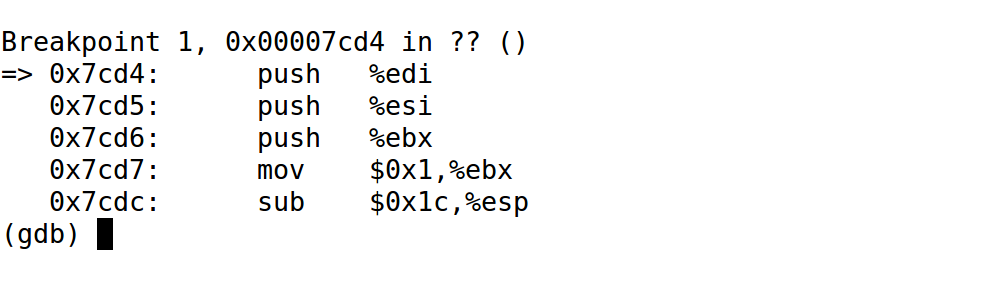 Breakpoint 1, 0x00007cd4 in ?? ()
=> 0x7cd4:      push   %edi
   0x7cd5:      push   %esi
   0x7cd6:      push   %ebx
   0x7cd7:      mov    $0x1,%ebx
   0x7cdc:      sub    $0x1c,%esp
(gdb)